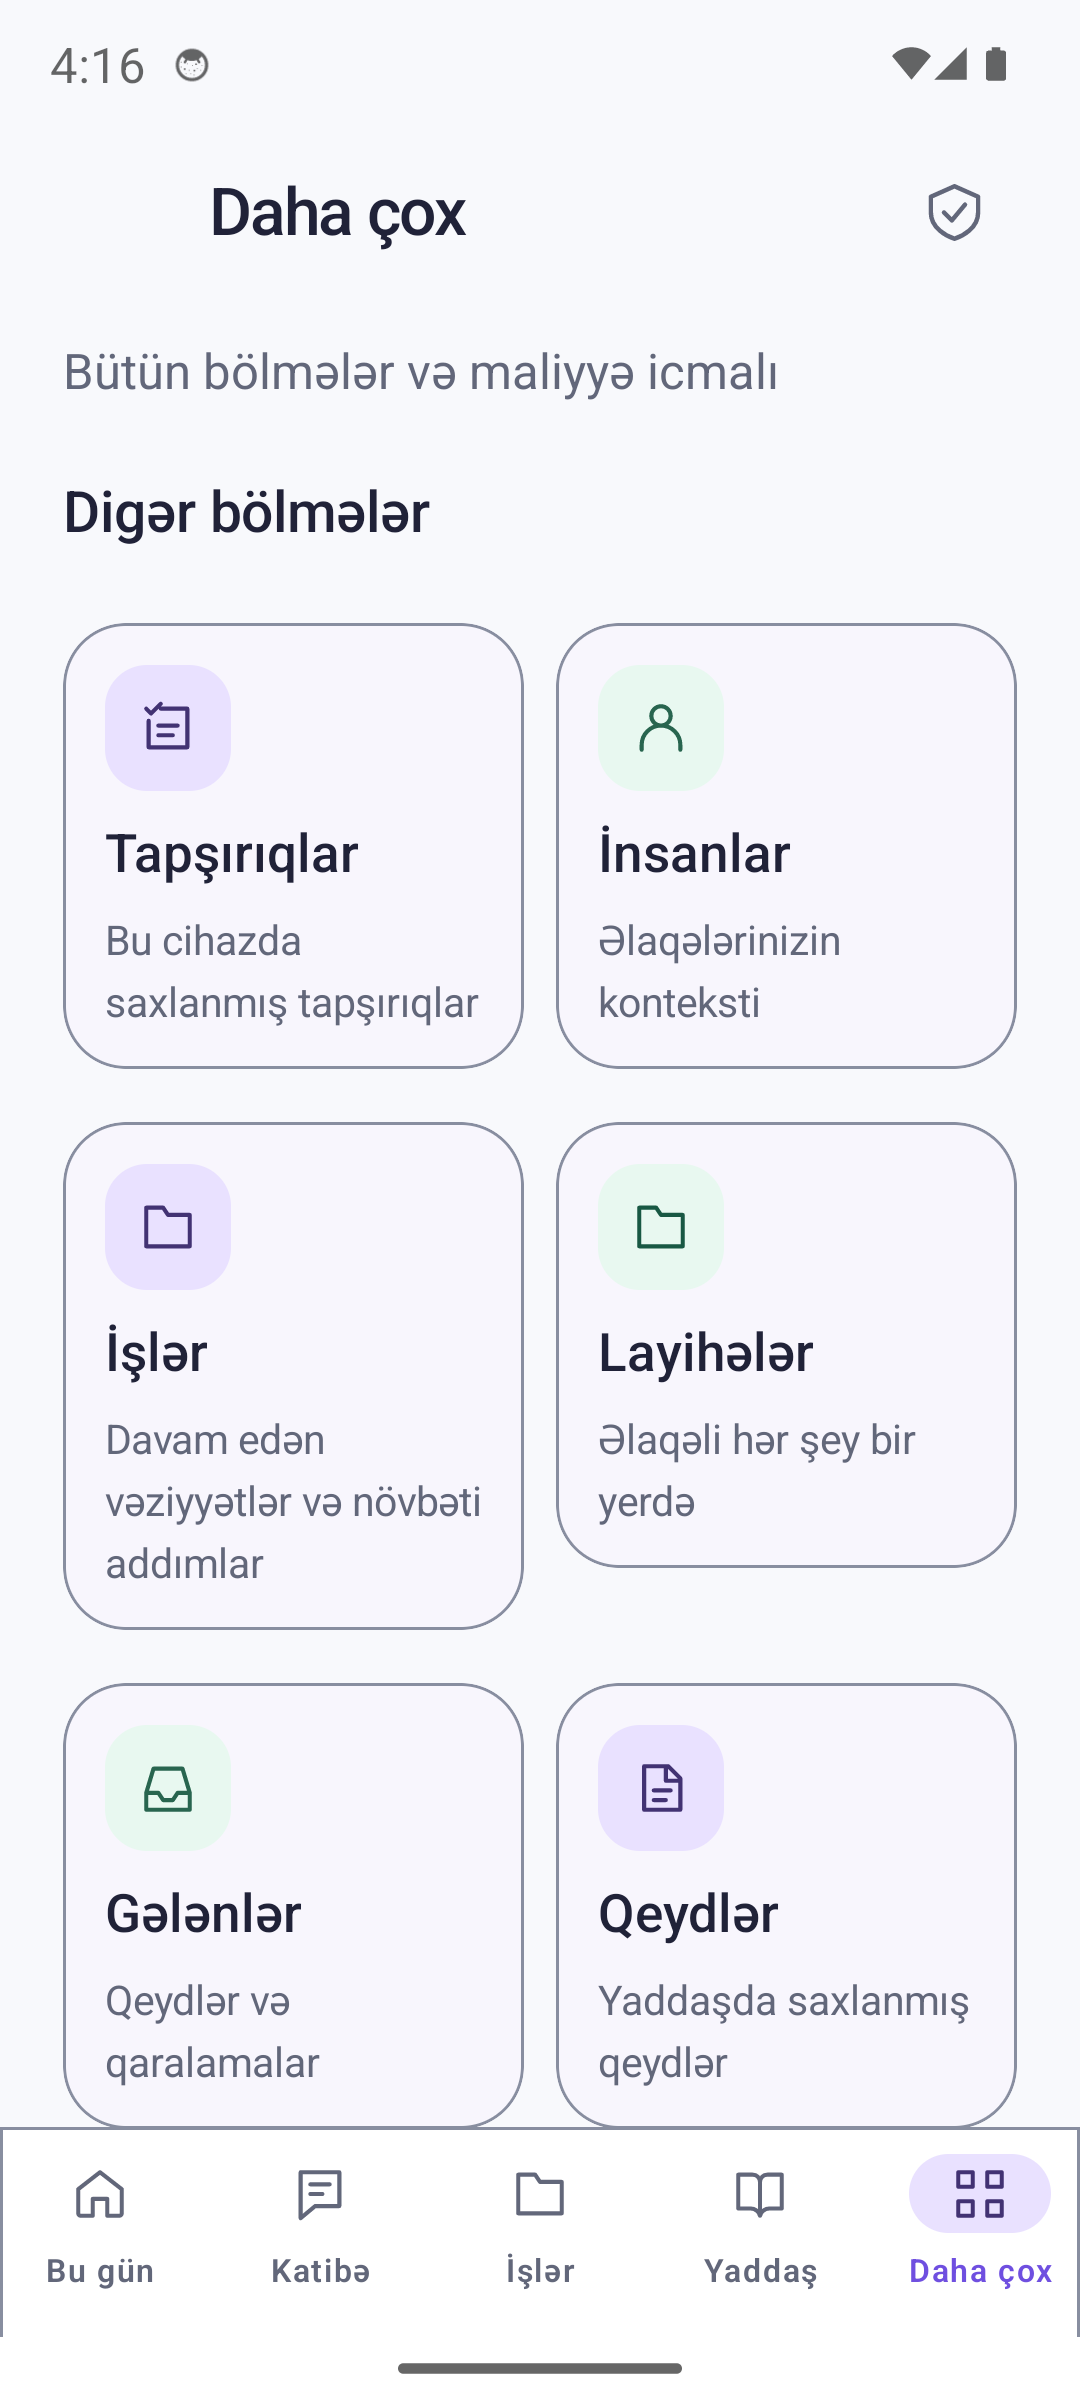 4:16
Daha çox
Bütün bölmələr və maliyyə icmalı
Digər bölmələr
Tapşırıqlar
Bu cihazda
saxlanmış tapşırıqlar
İnsanlar
Əlaqələrinizin
konteksti
İşlər
Davam edən
vəziyyətlər və növbəti
addımlar
Layihələr
Əlaqəli hər şey bir
yerdə
Gələnlər
Qeydlər və
qaralamalar
Qeydlər
Yaddaşda saxlanmış
qeydlər
Bu gün
Katibə
İşlər
Yaddaş
Daha çox